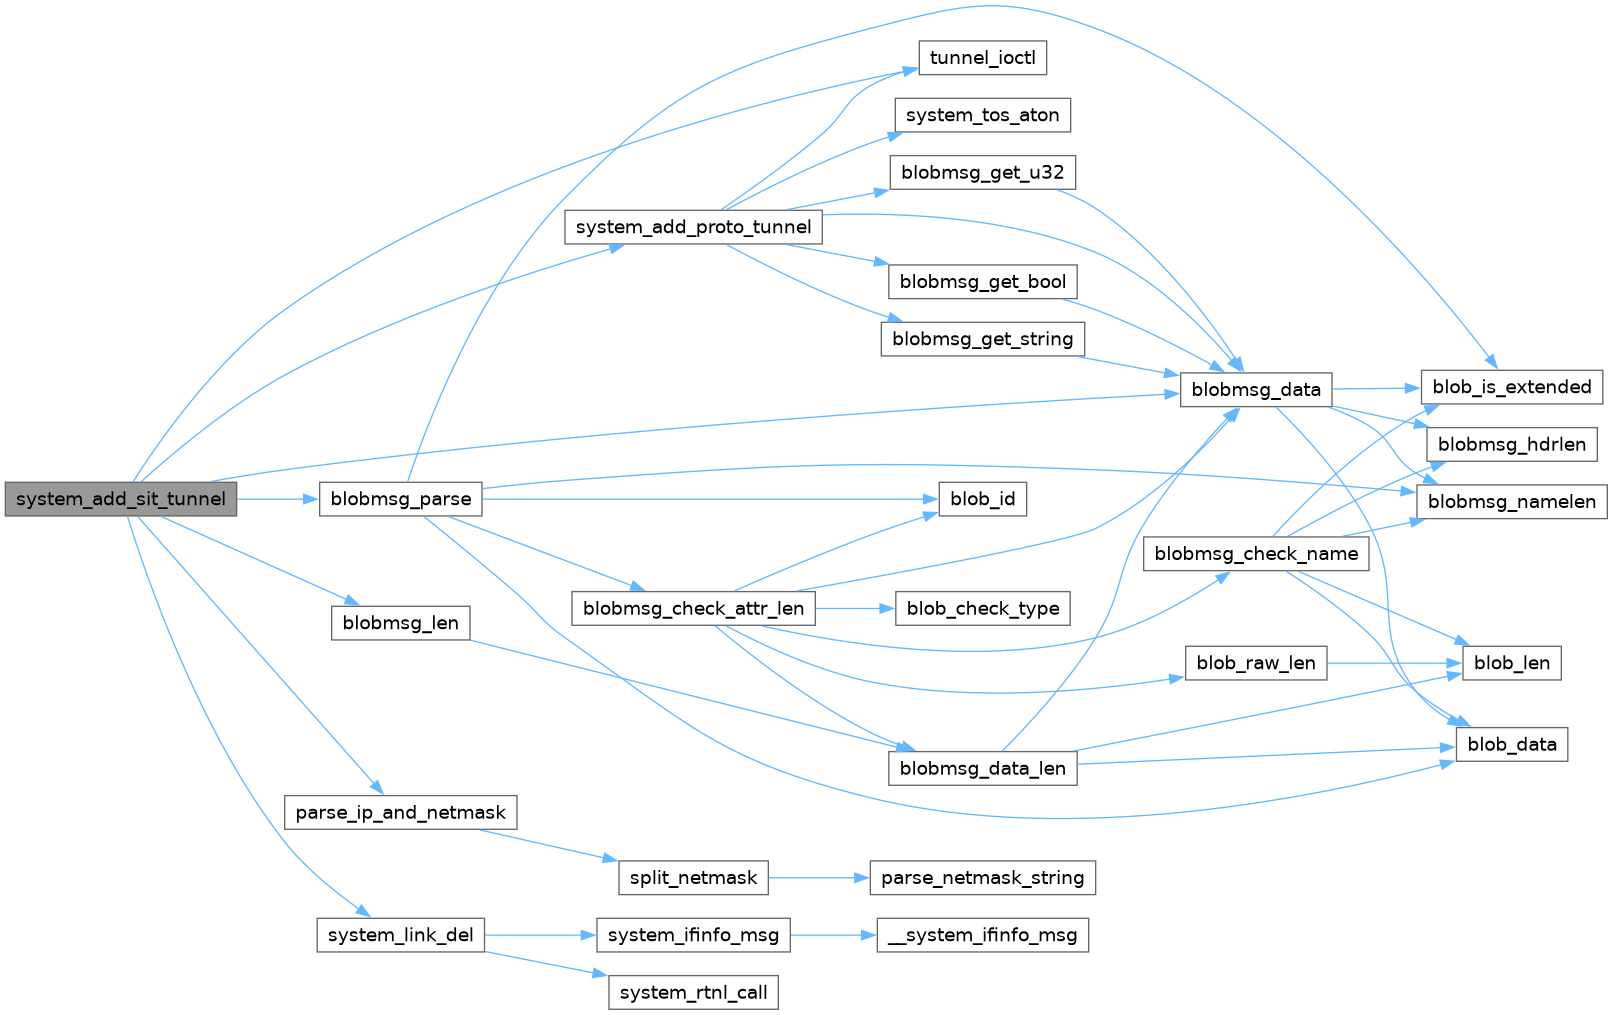 tunnel_ioctl
system_tos_aton
blobmsg_get_u32
system_add_proto_tunnel
blobmsg_get_bool
blobmsg_get_string
blobmsg_data
blob_is_extended
blobmsg_hdrlen
system_add_sit_tunnel
blobmsg_parse
blob_id
blobmsg_namelen
blobmsg_check_name
blobmsg_check_attr_len
blob_check_type
blobmsg_len
blob_raw_len
blob_len
blobmsg_data_len
blob_data
parse_ip_and_netmask
split_netmask
parse_netmask_string
system_link_del
system_ifinfo_msg
__system_ifinfo_msg
system_rtnl_call